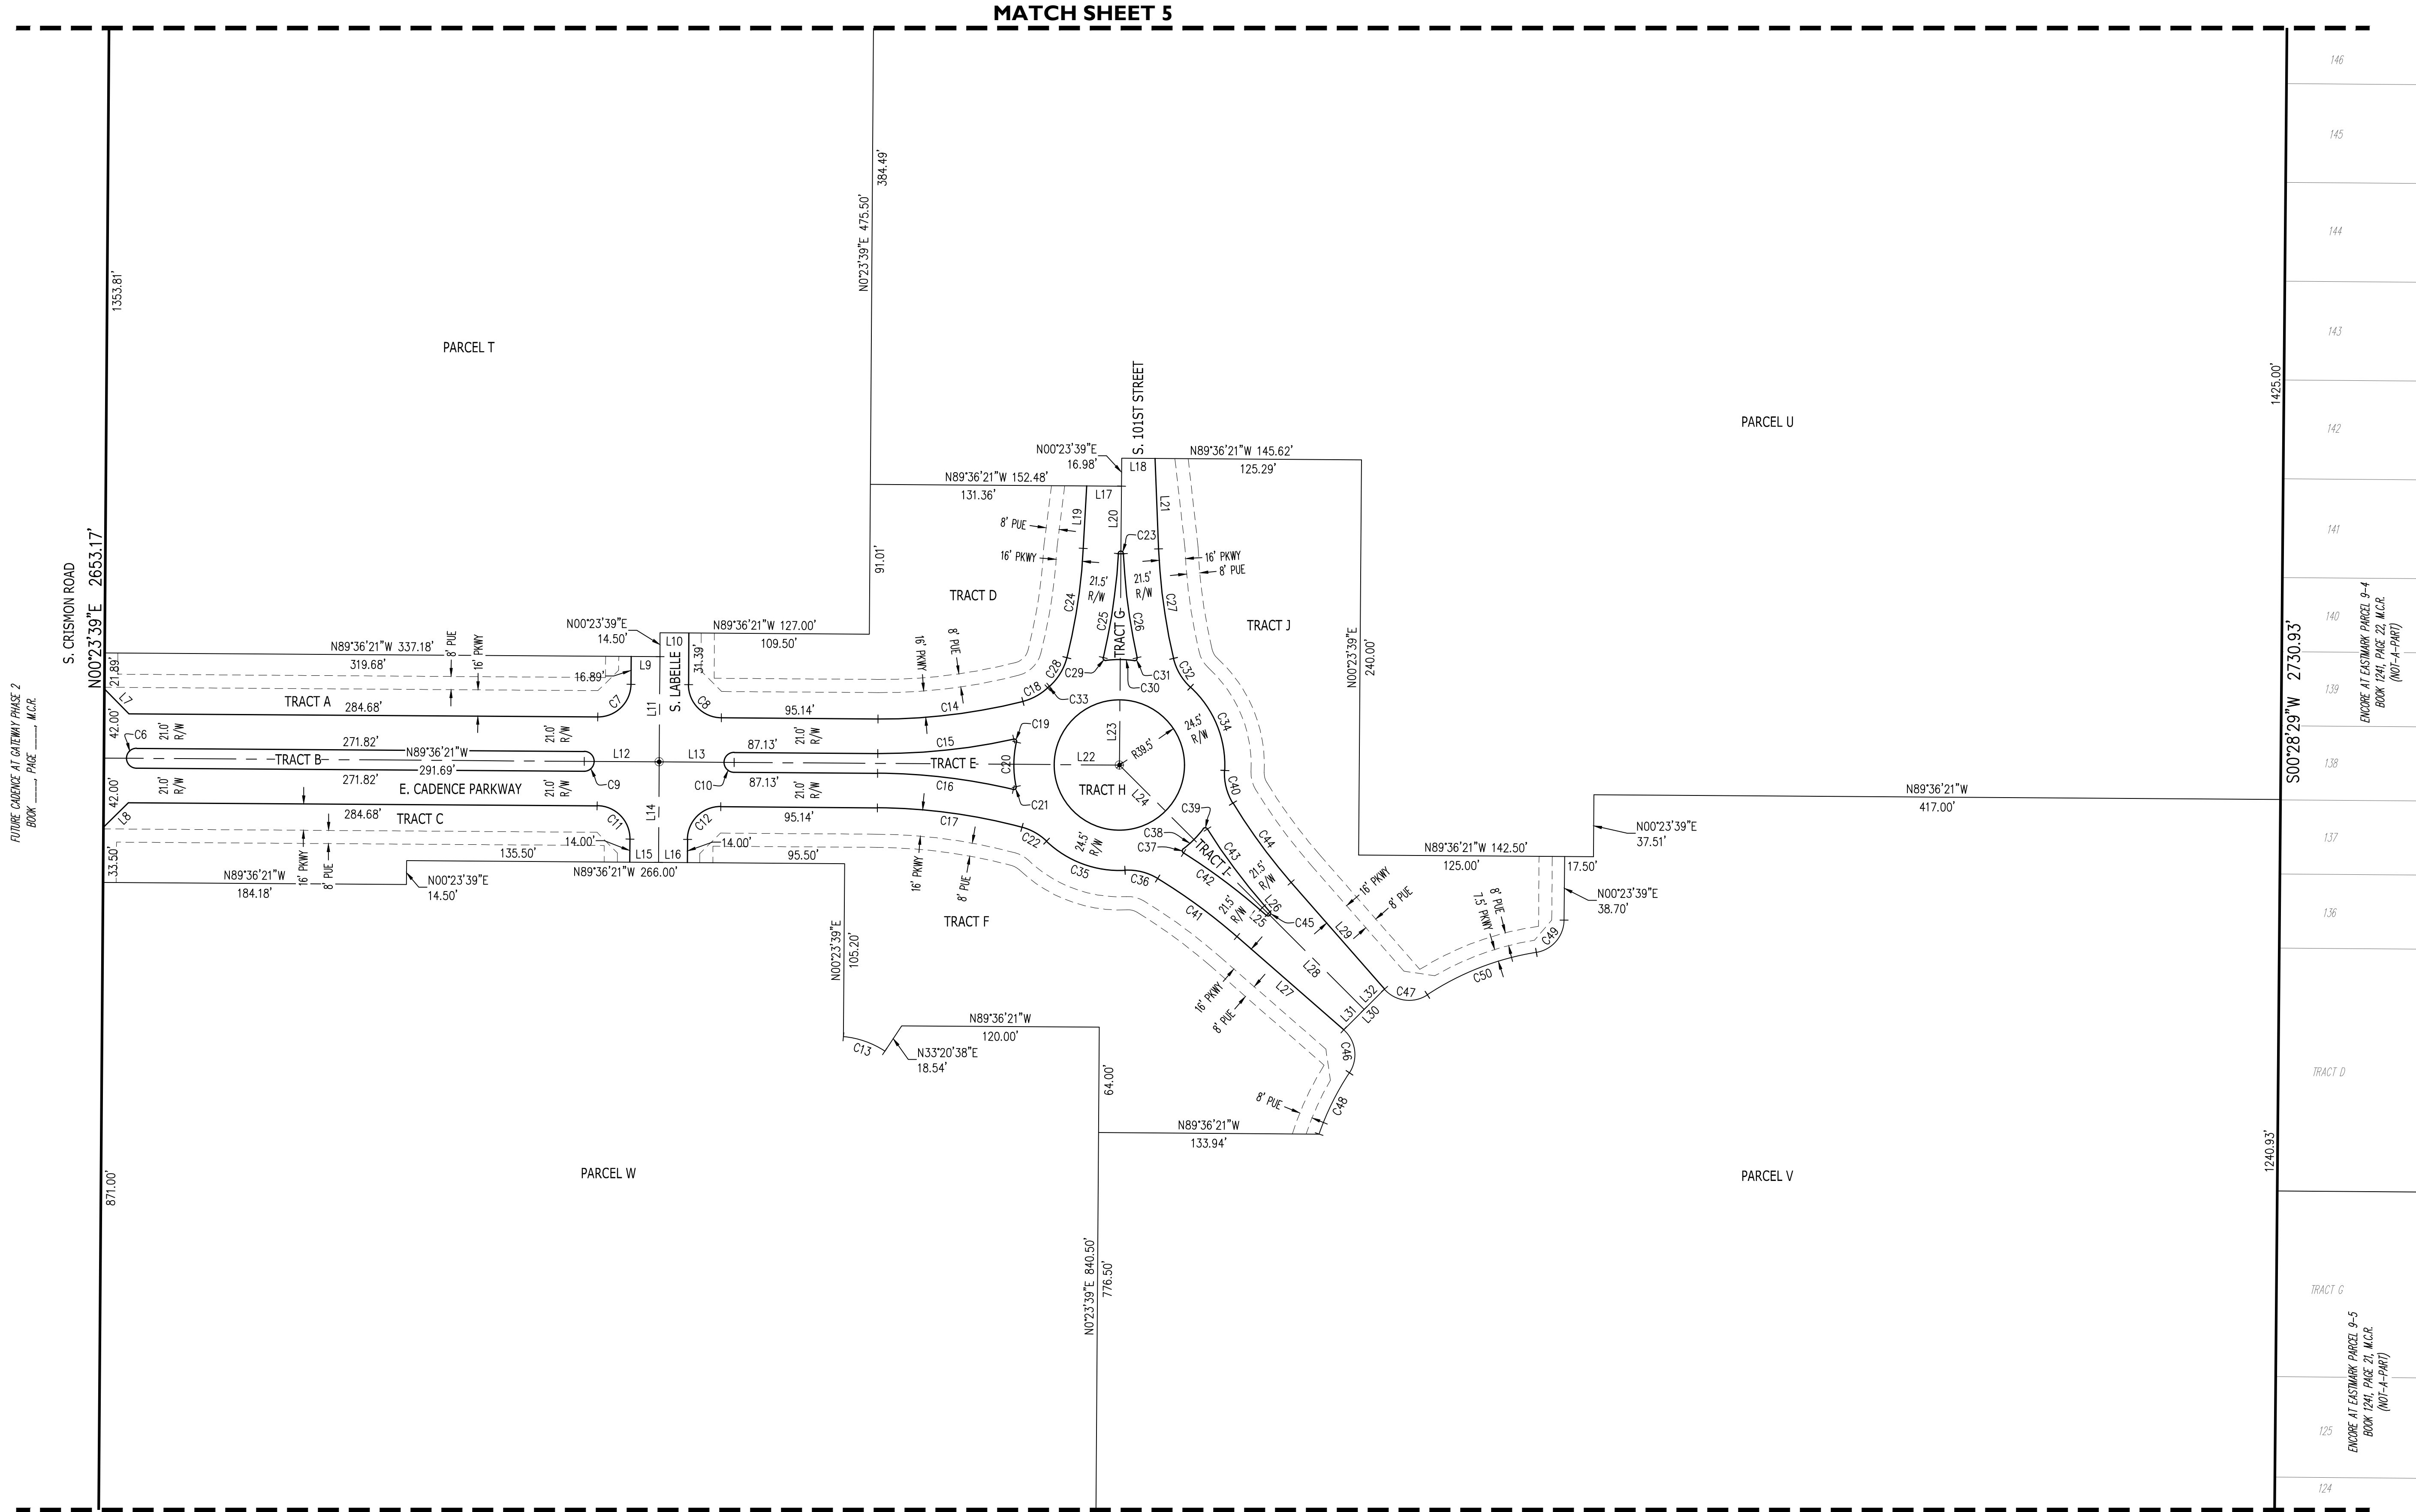 MATCH SHEET 5
146
145
144
143
142
141
140
139
138
137
136
TRACT D
TRACT G
125
124
ENCORE AT EASTMARK PARCEL 9-4
BOOK 1241, PAGE 22, M.C.R.
(NOT-A-PART)
ENCORE AT EASTMARK PARCEL 9-5
BOOK 1241, PAGE 21, M.C.R.
(NOT-A-PART)
FUTURE CADENCE AT GATEWAY PHASE 2
BOOK ____, PAGE ____, M.C.R.
S. CRISMON ROAD
N00°23'39"E 2653.17'
1353.81'
871.00'
S00°28'29"W 2730.93'
1425.00'
1240.93'
PARCEL T
PARCEL U
PARCEL W
PARCEL V
384.49'
N0°23'39"E 475.50'
91.01'
S. 101ST STREET
N00°23'39"E
16.98'
L18
N89°36'21"W 145.62'
125.29'
N89°36'21"W 152.48'
131.36'
L17
L19
L20
L21
8' PUE
16' PKWY
C23
16' PKWY
8' PUE
21.5'
R/W
21.5'
R/W
TRACT D
C24
C25
TRACT G
C26
C27
TRACT J
N00°23'39"E
240.00'
N00°23'39"E
14.50'
L10
N89°36'21"W 127.00'
109.50'
N89°36'21"W 337.18'
319.68'
8' PUE
16' PKWY
L9
16.89'
S. LABELLE
31.39'
16' PKWY
8' PUE
C28
C29
C30
C31
C32
C33
C18
21.89'
L7
TRACT A
284.68'
C7
L11
C8
95.14'
C14
C34
42.00'
C6
21.0'
R/W
271.82'
N89°36'21"W
21.0'
R/W
L12
L13
87.13'
21.0'
R/W
C15
C19
L23
R39.5'
24.5'
R/W
TRACT B
291.69'
271.82'
TRACT E
C20
L22
42.00'
21.0'
R/W
E. CADENCE PARKWAY
21.0'
R/W
C9
C10
87.13'
21.0'
R/W
C16
C21
TRACT H
L24
C40
L8
284.68'
TRACT C
C11
L14
C12
95.14'
C17
C22
24.5'
R/W
C39
C38
C37
TRACT I
C43
C44
33.50'
16' PKWY
8' PUE
14.00'
L15
L16
14.00'
135.50'
95.50'
N89°36'21"W 266.00'
N89°36'21"W
184.18'
N00°23'39"E
14.50'
16' PKWY
8' PUE
C35
C36
C42
21.5'
R/W
C41
21.5'
R/W
L25
L26
C45
16' PKWY
8' PUE
N89°36'21"W 142.50'
125.00'
17.50'
N89°36'21"W
417.00'
N00°23'39"E
37.51'
N00°23'39"E
38.70'
8' PUE
7.5' PKWY
C49
C50
C47
L29
L28
L27
L32
L31
L30
TRACT F
N00°23'39"E
105.20'
16' PKWY
8' PUE
C13
N33°20'38"E
18.54'
N89°36'21"W
120.00'
64.00'
C46
C48
8' PUE
N89°36'21"W
133.94'
N0°23'39"E 840.50'
776.50'